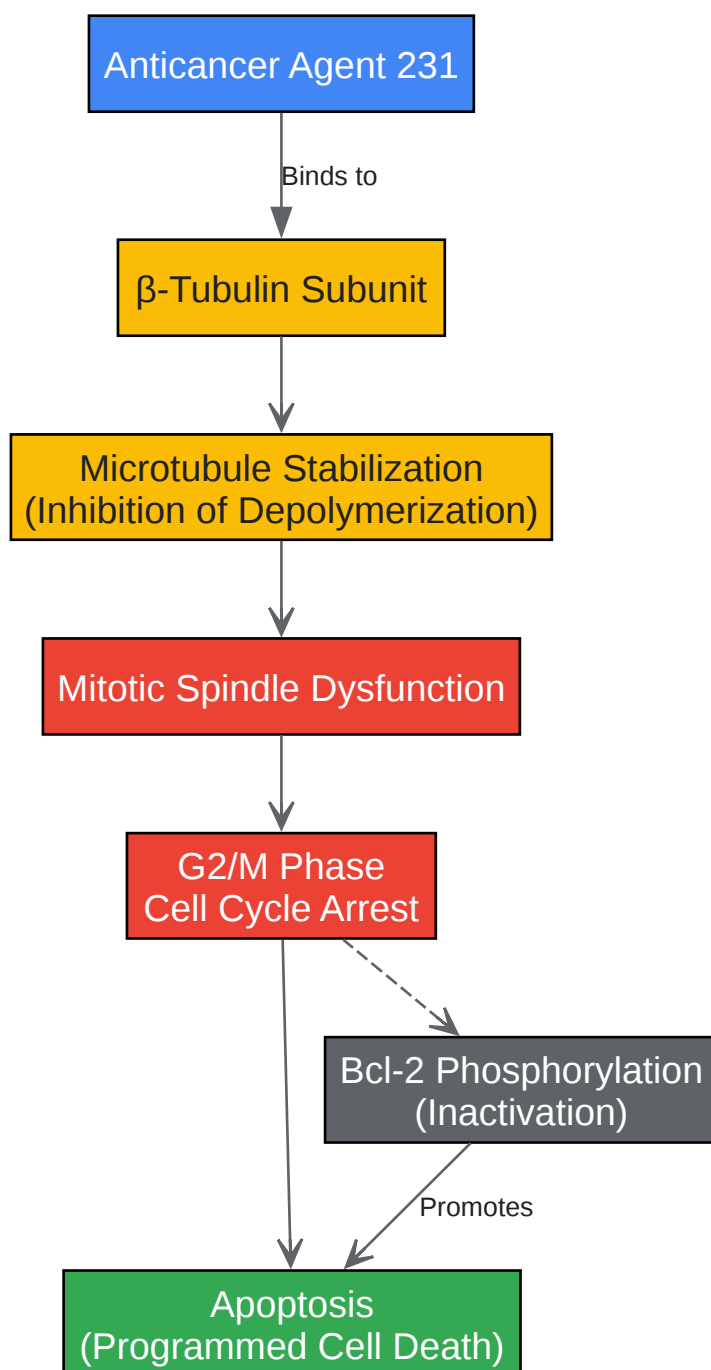 Anticancer Agent 231
Binds to
β-Tubulin Subunit
Microtubule Stabilization
(Inhibition of Depolymerization)
Mitotic Spindle Dysfunction
G2/M Phase
Cell Cycle Arrest
Bcl-2 Phosphorylation
(Inactivation)
Promotes
Apoptosis
(Programmed Cell Death)